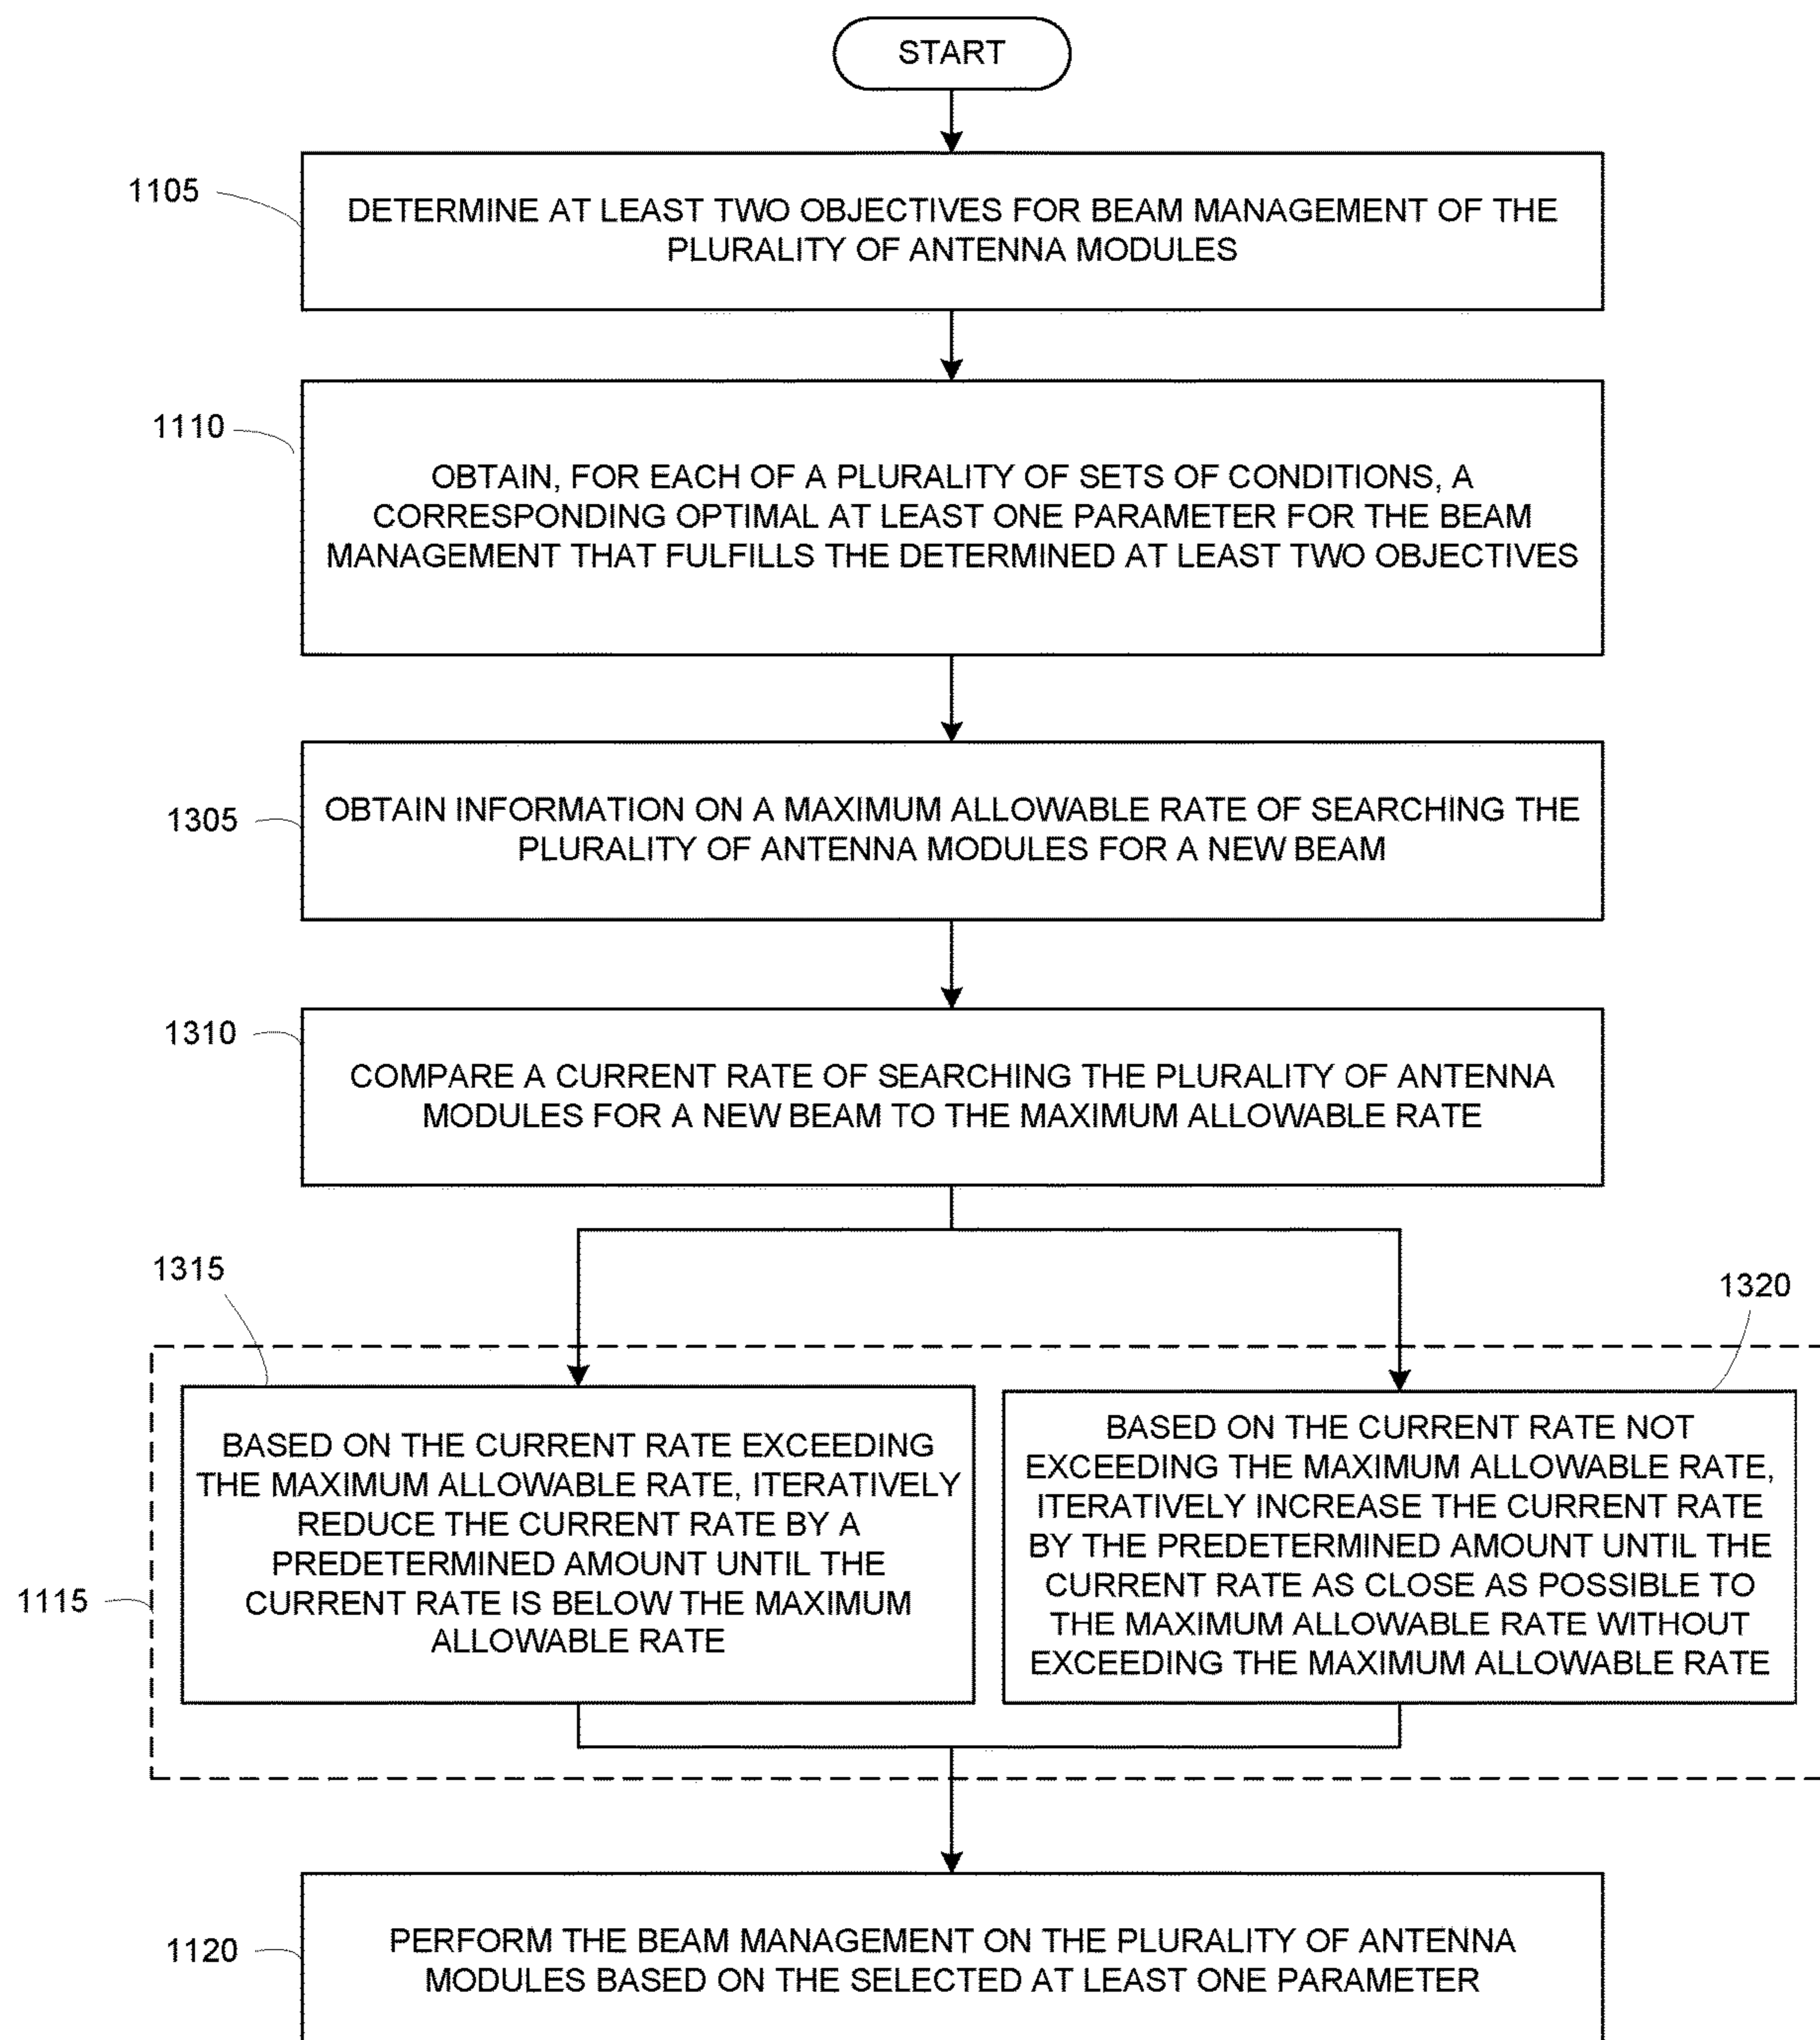 START
1105
DETERMINE AT LEAST TWO OBJECTIVES FOR BEAM MANAGEMENT OF THE
PLURALITY OF ANTENNA MODULES
1110
OBTAIN, FOR EACH OF A PLURALITY OF SETS OF CONDITIONS, A
CORRESPONDING OPTIMAL AT LEAST ONE PARAMETER FOR THE BEAM
MANAGEMENT THAT FULFILLS THE DETERMINED AT LEAST TWO OBJECTIVES
1305
OBTAIN INFORMATION ON A MAXIMUM ALLOWABLE RATE OF SEARCHING THE
PLURALITY OF ANTENNA MODULES FOR A NEW BEAM
1310
COMPARE A CURRENT RATE OF SEARCHING THE PLURALITY OF ANTENNA
MODULES FOR A NEW BEAM TO THE MAXIMUM ALLOWABLE RATE
1315
1320
1115
BASED ON THE CURRENT RATE EXCEEDING
THE MAXIMUM ALLOWABLE RATE, ITERATIVELY
REDUCE THE CURRENT RATE BY A
PREDETERMINED AMOUNT UNTIL THE
CURRENT RATE IS BELOW THE MAXIMUM
ALLOWABLE RATE
BASED ON THE CURRENT RATE NOT
EXCEEDING THE MAXIMUM ALLOWABLE RATE,
ITERATIVELY INCREASE THE CURRENT RATE
BY THE PREDETERMINED AMOUNT UNTIL THE
CURRENT RATE AS CLOSE AS POSSIBLE TO
THE MAXIMUM ALLOWABLE RATE WITHOUT
EXCEEDING THE MAXIMUM ALLOWABLE RATE
1120
PERFORM THE BEAM MANAGEMENT ON THE PLURALITY OF ANTENNA
MODULES BASED ON THE SELECTED AT LEAST ONE PARAMETER